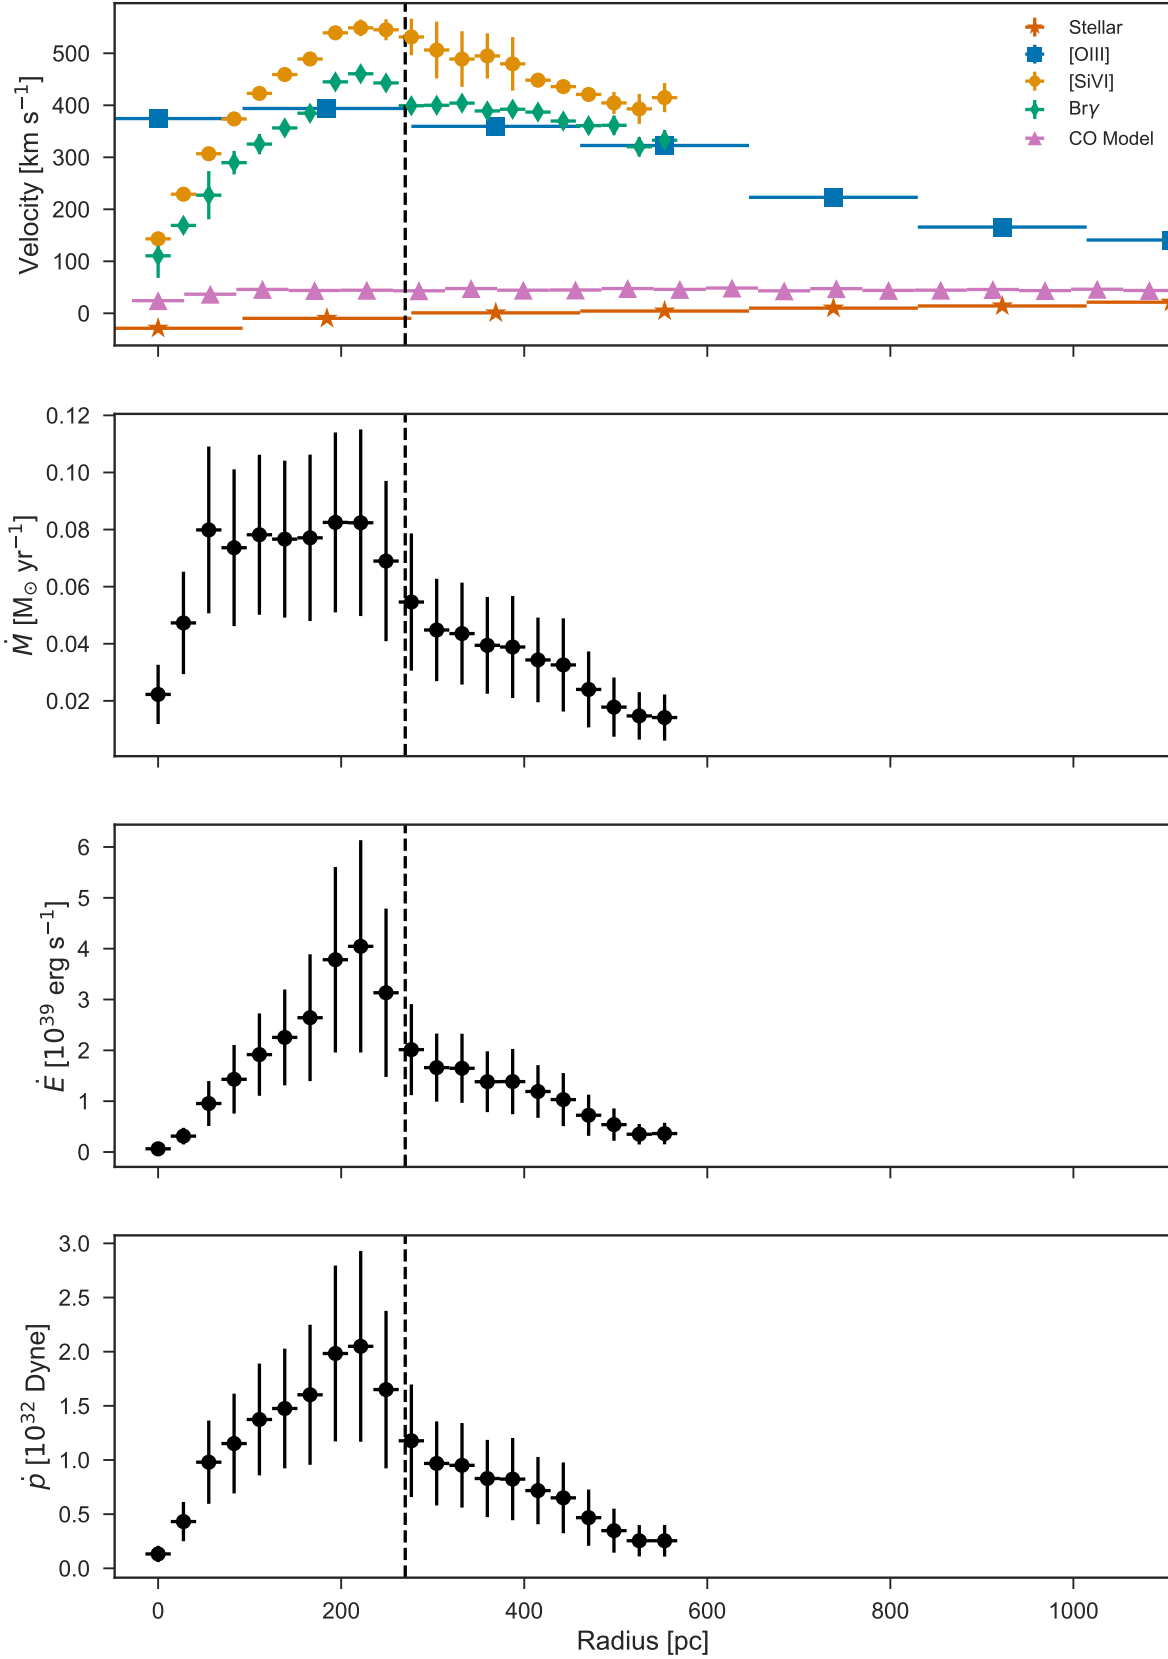 Velocity [km s⁻¹]
500
400
300
200
100
0
Stellar
[OIII]
[SiVI]
Brγ
CO Model
Ṁ [M⊙ yr⁻¹]
0.12
0.10
0.08
0.06
0.04
0.02
Ė [10³⁹ erg s⁻¹]
6
5
4
3
2
1
0
ṗ [10³² Dyne]
3.0
2.5
2.0
1.5
1.0
0.5
0.0
0 200 400 600 800 1000
Radius [pc]